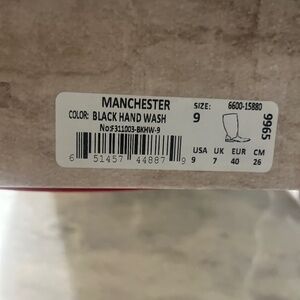 MANCHESTER
COLOR: BLACK HAND WASH
No:#311003-BKHW-9
6 51457 44887 9
SIZE: 6600-15880
9
9965
USA UK EUR CM
9 7 40 26